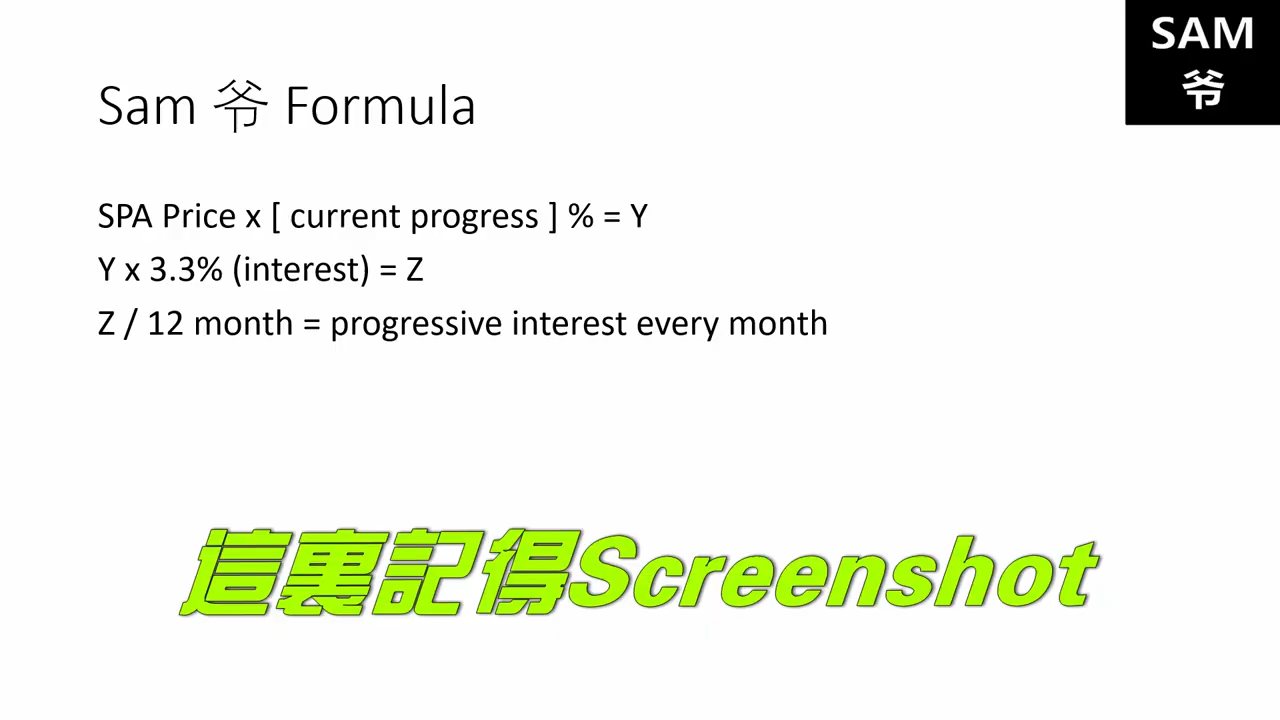 SAM
爷
Sam 爷 Formula
SPA Price x [ current progress ] % = Y
Y x 3.3% (interest) = Z
Z / 12 month = progressive interest every month
這裏記得Screenshot